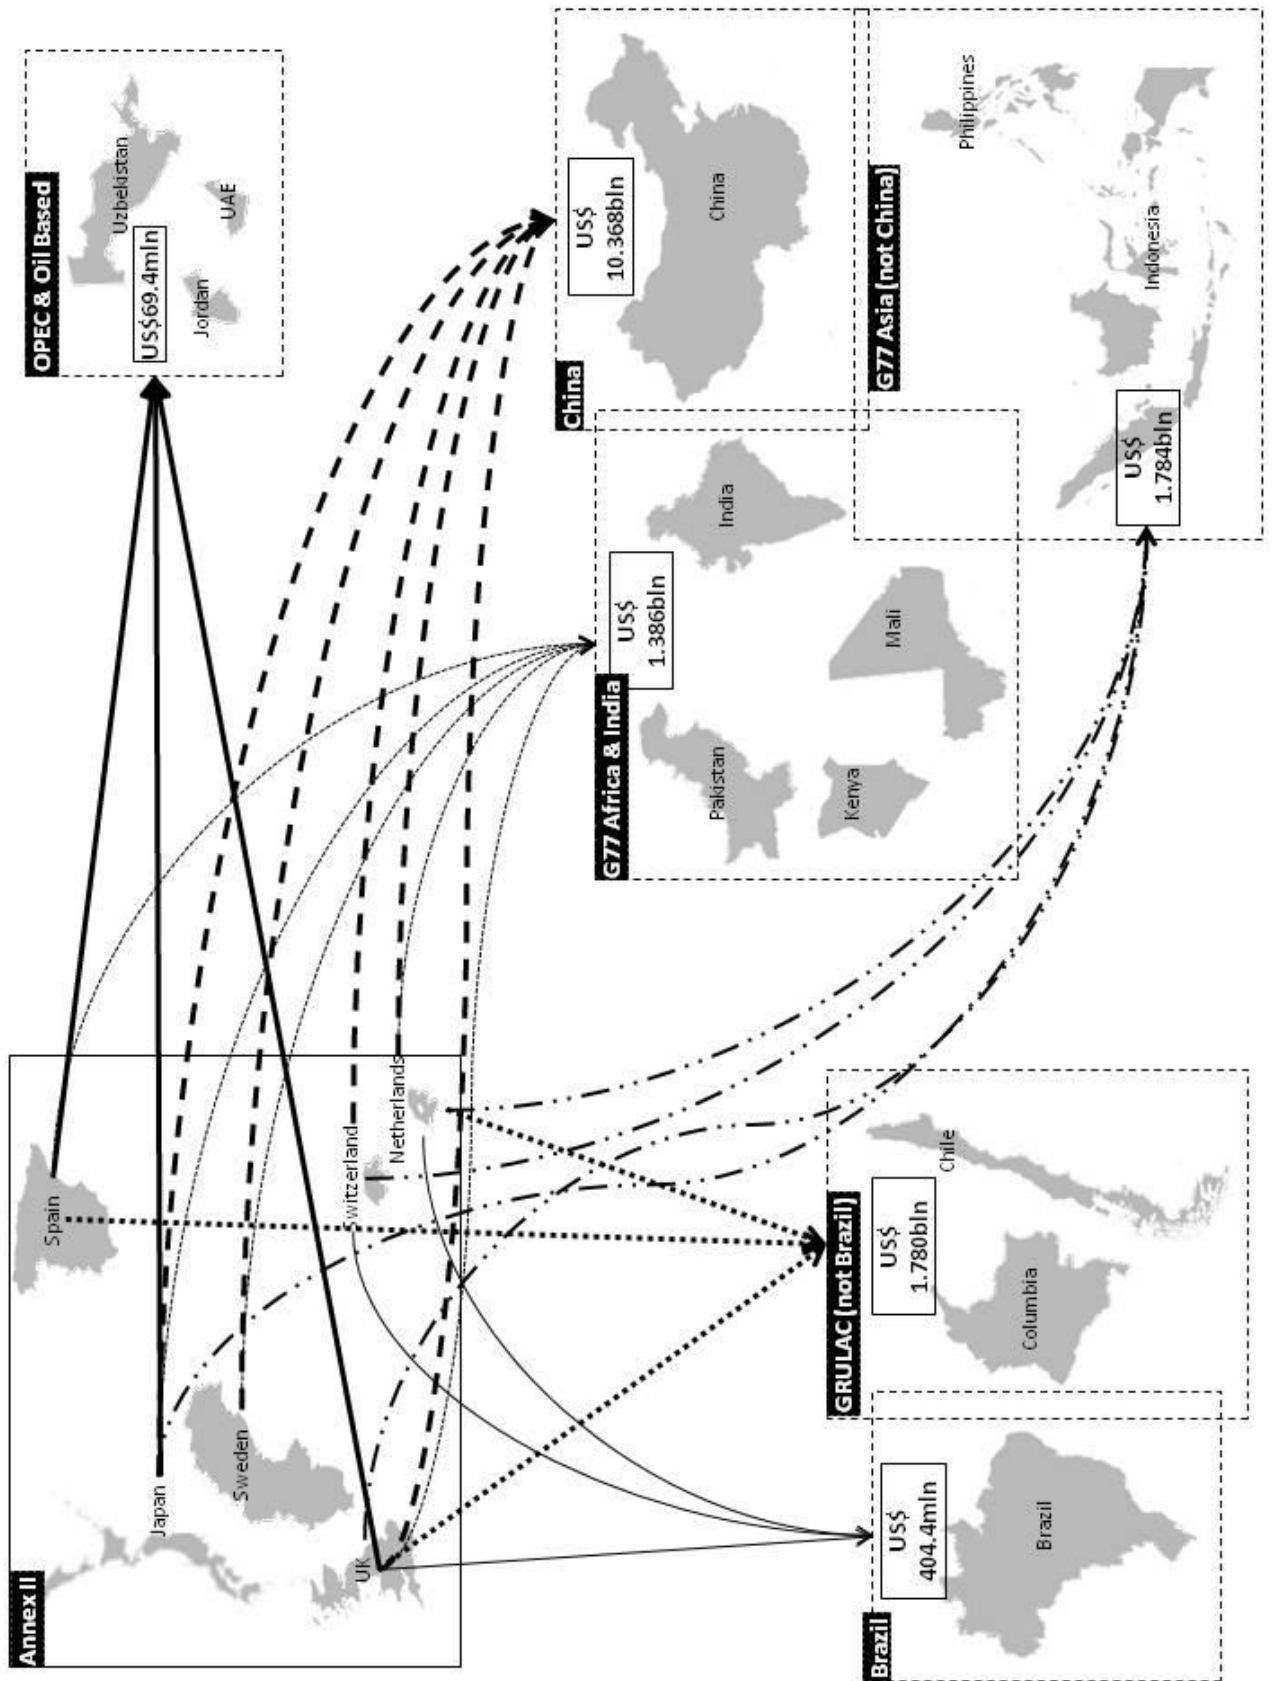 Annex II
Spain
Japan
Sweden
UK
Switzerland
Netherlands
OPEC & Oil Based
Uzbekistan
US$69.4mln
Jordan
UAE
China
US$
10.368bln
China
G77 Africa & India
US$
1.386bln
India
Pakistan
Kenya
Mali
G77 Asia (not China)
Philippines
Indonesia
US$
1.784bln
GRULAC (not Brazil)
US$
1.780bln
Chile
Columbia
Brazil
US$
404.4mln
Brazil